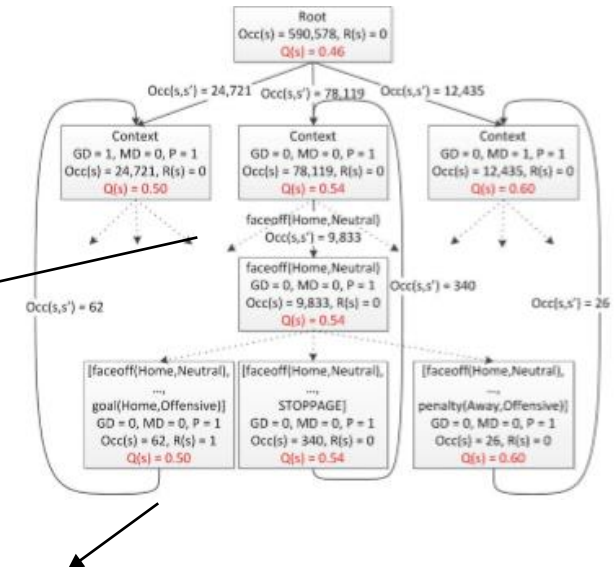 Root
Occ(s) = 590,578, R(s) = 0
Q(s) = 0.46
Occ(s,s') = 24,721
Occ(s,s') = 78,119
Occ(s,s') = 12,435
Context
GD = 1, MD = 0, P = 1
Occ(s) = 24,721, R(s) = 0
Q(s) = 0.50
Context
GD = 0, MD = 0, P = 1
Occ(s) = 78,119, R(s) = 0
Q(s) = 0.54
Context
GD = 0, MD = 1, P = 1
Occ(s) = 12,435, R(s) = 0
Q(s) = 0.60
faceoff(Home,Neutral)
Occ(s,s') = 9,833
faceoff(Home,Neutral)
GD = 0, MD = 0, P = 1
Occ(s) = 9,833, R(s) = 0
Q(s) = 0.54
Occ(s,s') = 62
Occ(s,s') = 340
Occ(s,s') = 26
[faceoff(Home,Neutral),
...,
goal(Home,Offensive)]
GD = 0, MD = 0, P = 1
Occ(s) = 62, R(s) = 1
Q(s) = 0.50
[faceoff(Home,Neutral),
...,
STOPPAGE]
GD = 0, MD = 0, P = 1
Occ(s) = 340, R(s) = 0
Q(s) = 0.54
[faceoff(Home,Neutral),
...,
penalty(Away,Offensive)]
GD = 0, MD = 0, P = 1
Occ(s) = 26, R(s) = 0
Q(s) = 0.60